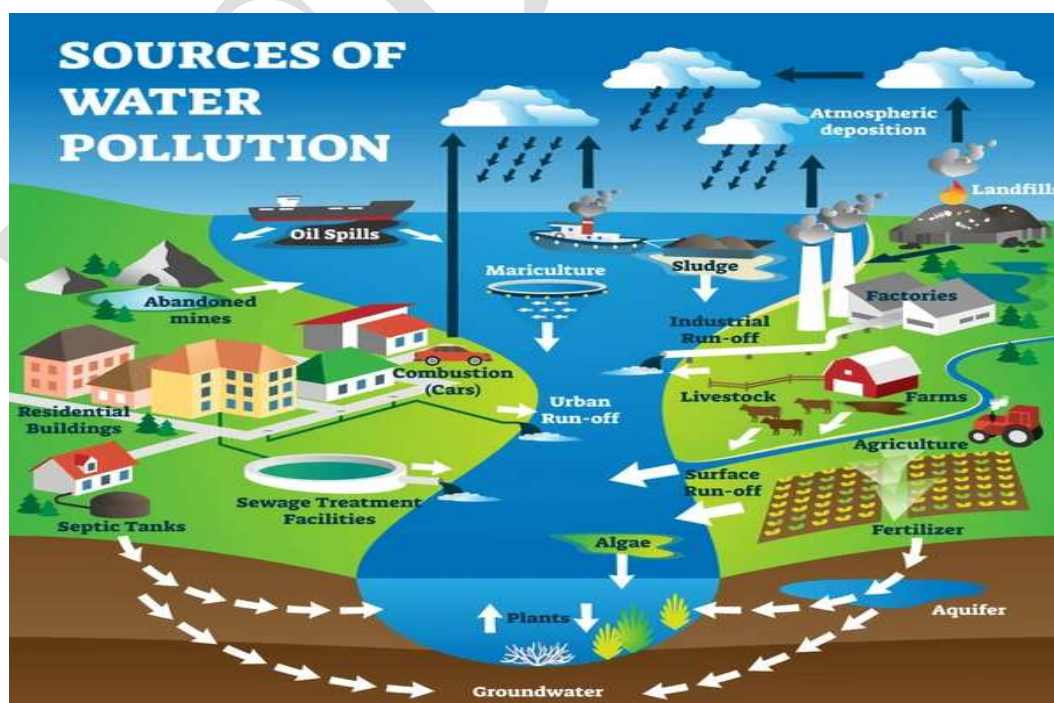 SOURCES OF
WATER
POLLUTION
Atmospheric
deposition
Landfills
Oil Spills
Mariculture
Sludge
Abandoned
mines
Factories
Industrial
Run-off
Combustion
(Cars)
Livestock
Farms
Residential
Buildings
Urban
Run-off
Agriculture
Sewage Treatment
Facilities
Surface
Run-off
Septic Tanks
Fertilizer
Algae
Plants
Aquifer
Groundwater